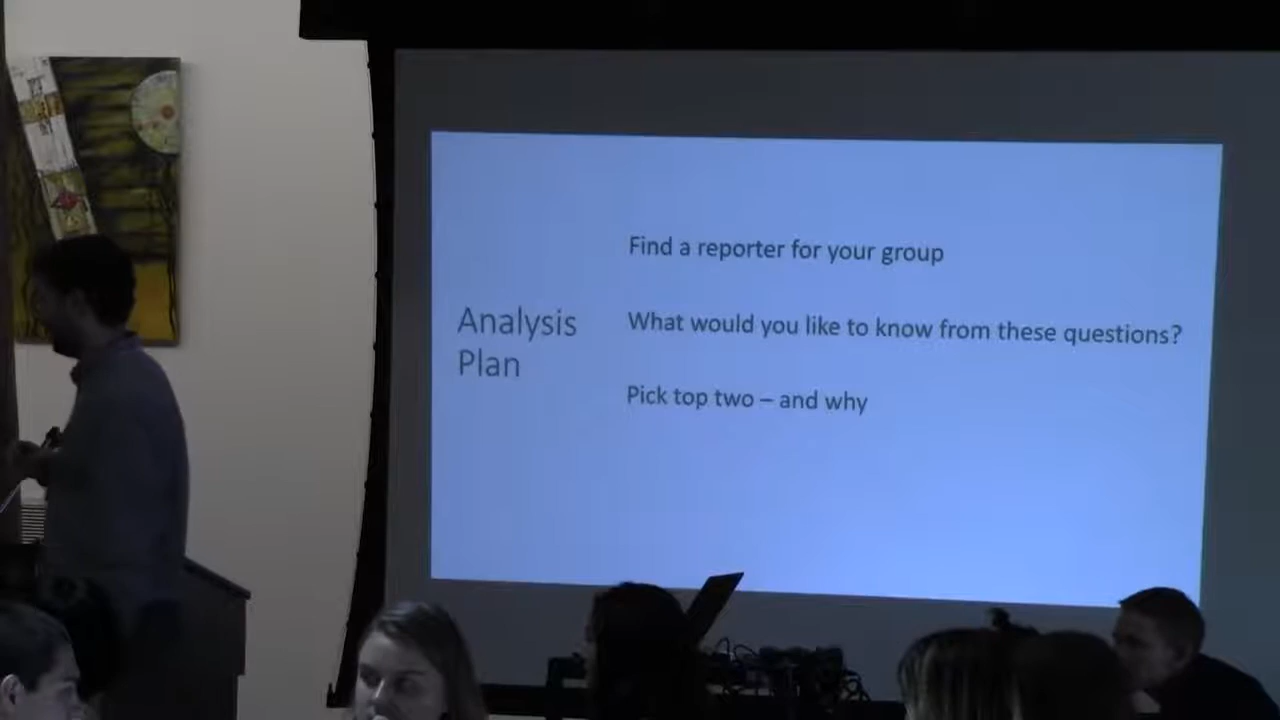 Analysis
Plan
Find a reporter for your group
What would you like to know from these questions?
Pick top two – and why